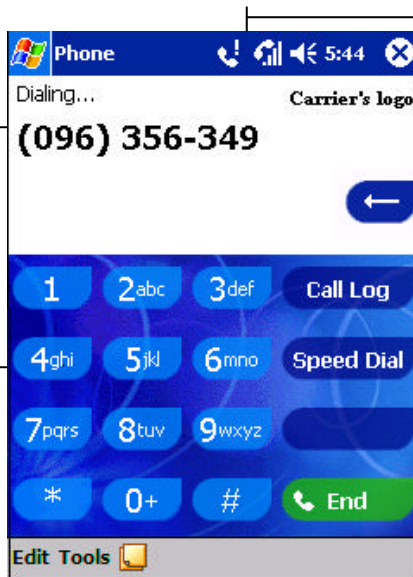 Phone 5:44
Dialing... Carrier's logo
(096) 356-349
1 2abc 3def Call Log
4ghi 5jkl 6mno Speed Dial
7pqrs 8tuv 9wxyz
* 0+ # End
Edit Tools